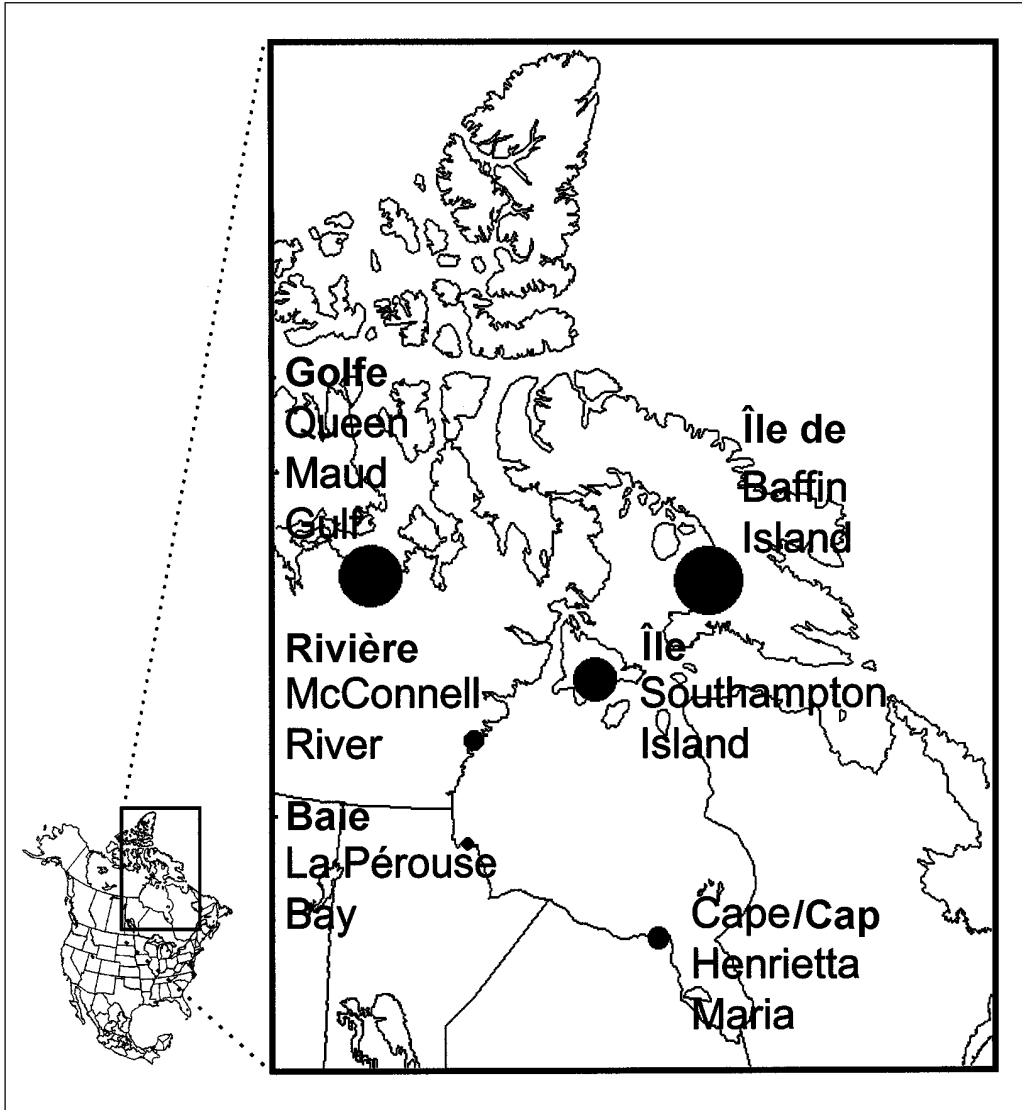 Golfe
Queen
Maud
Gulf
Île de
Baffin
Island
Rivière
McConnell
River
Île
Southampton
Island
Baie
La Pérouse
Bay
Cape/Cap
Henrietta
Maria